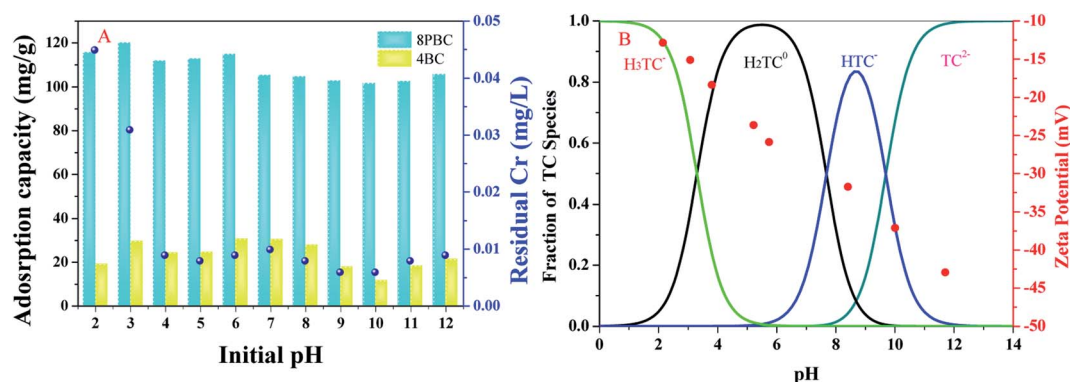 A
8PBC
4BC
Adosrption capacity (mg/g)
0
20
40
60
80
100
120
2 3 4 5 6 7 8 9 10 11 12
Initial pH
0.00
0.01
0.02
0.03
0.04
0.05
Residual Cr (mg/L)
B
H₃TC⁻
H₂TC⁰
HTC⁻
TC²⁻
Fraction of TC Species
0.0
0.2
0.4
0.6
0.8
1.0
0 2 4 6 8 10 12 14
pH
-10
-15
-20
-25
-30
-35
-40
-45
-50
Zeta Potential (mV)